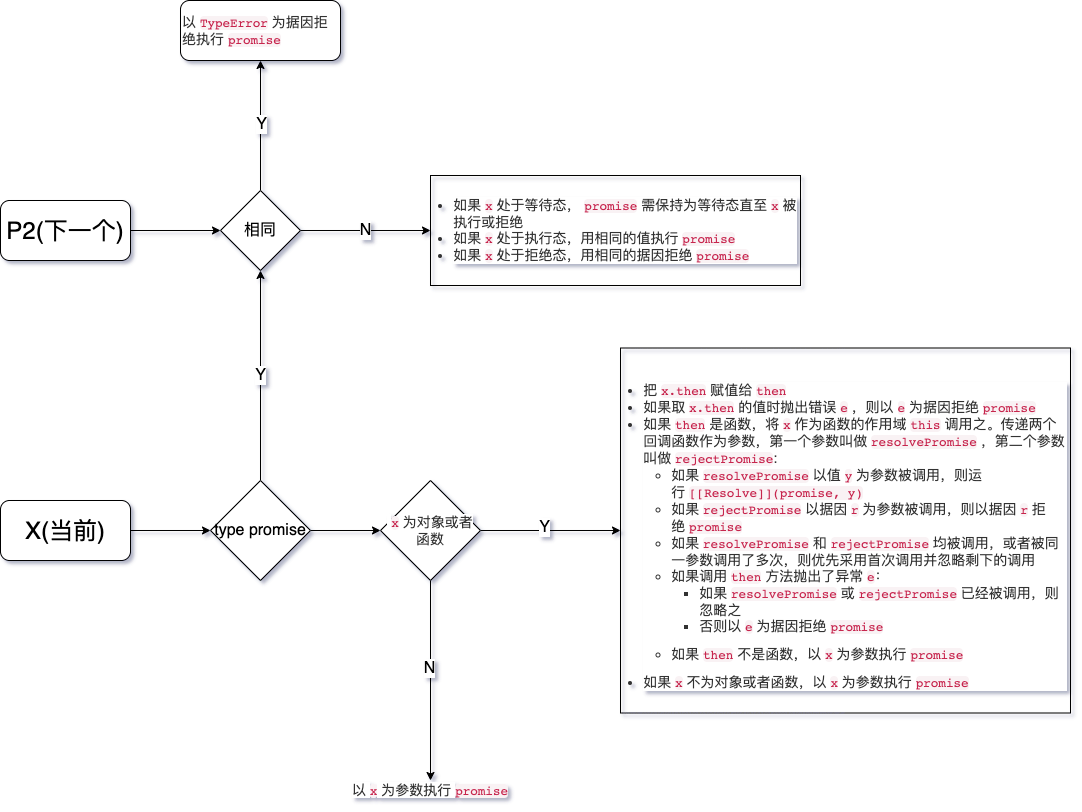 以 TypeError 为据因拒
绝执行 promise
Y
P2(下一个)
相同
N
如果 x 处于等待态， promise 需保持为等待态直至 x 被
执行或拒绝
如果 x 处于执行态，用相同的值执行 promise
如果 x 处于拒绝态，用相同的据因拒绝 promise
Y
X(当前)
type promise
x 为对象或者
函数
Y
把 x.then 赋值给 then
如果取 x.then 的值时抛出错误 e ，则以 e 为据因拒绝 promise
如果 then 是函数，将 x 作为函数的作用域 this 调用之。传递两个
回调函数作为参数，第一个参数叫做 resolvePromise ，第二个参数
叫做 rejectPromise：
如果 resolvePromise 以值 y 为参数被调用，则运
行 [[Resolve]](promise, y)
如果 rejectPromise 以据因 r 为参数被调用，则以据因 r 拒
绝 promise
如果 resolvePromise 和 rejectPromise 均被调用，或者被同
一参数调用了多次，则优先采用首次调用并忽略剩下的调用
如果调用 then 方法抛出了异常 e：
如果 resolvePromise 或 rejectPromise 已经被调用，则
忽略之
否则以 e 为据因拒绝 promise
如果 then 不是函数，以 x 为参数执行 promise
如果 x 不为对象或者函数，以 x 为参数执行 promise
N
以 x 为参数执行 promise